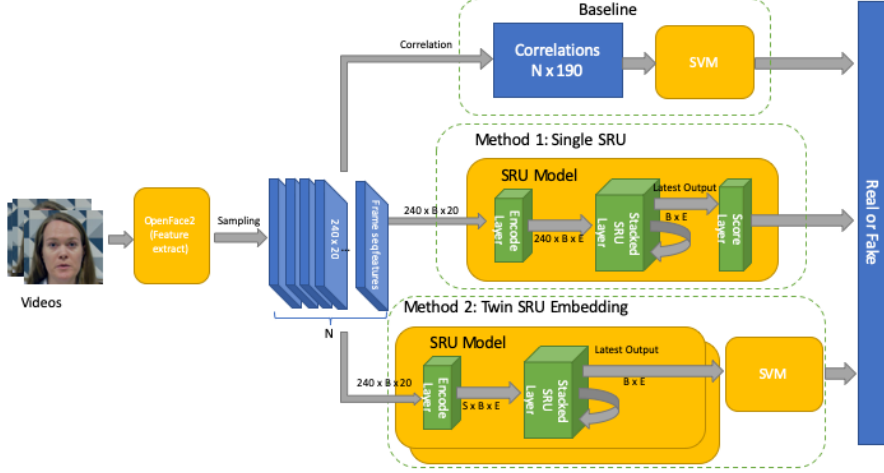 Baseline
Correlation
Correlations
N x 190
SVM
Method 1: Single SRU
SRU Model
Latest Output
240 x B x 20
Encode
Layer
240 x B x E
Stacked
SRU
Layer
B x E
Score
Layer
Videos
OpenFace2
(Feature
extract)
Sampling
240 x 20
...
Frame seqfeatures
N
Method 2: Twin SRU Embedding
SRU Model
Latest Output
240 x B x 20
Encode
Layer
S x B x E
Stacked
SRU
Layer
B x E
SVM
Real or Fake